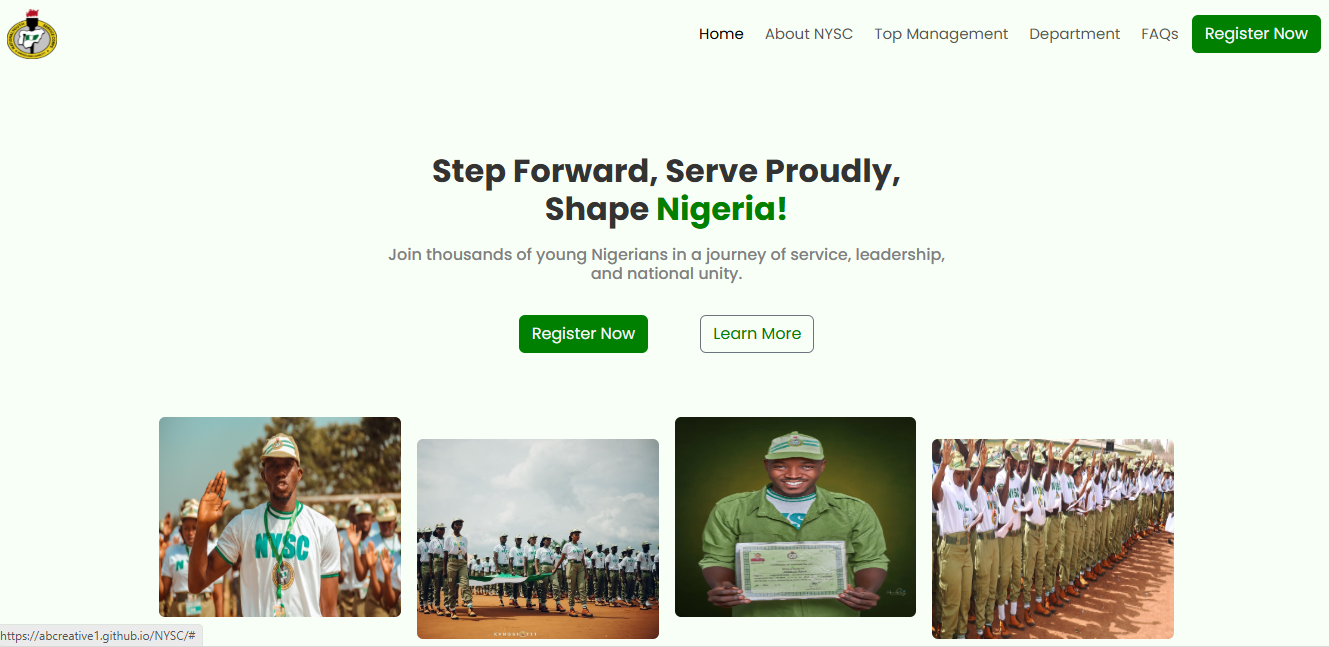 Home About NYSC Top Management Department FAQs Register Now
Step Forward, Serve Proudly,
Shape Nigeria!
Join thousands of young Nigerians in a journey of service, leadership,
and national unity.
Register Now Learn More
NYSC
NYSC
https://abcreative1.github.io/NYSC/#